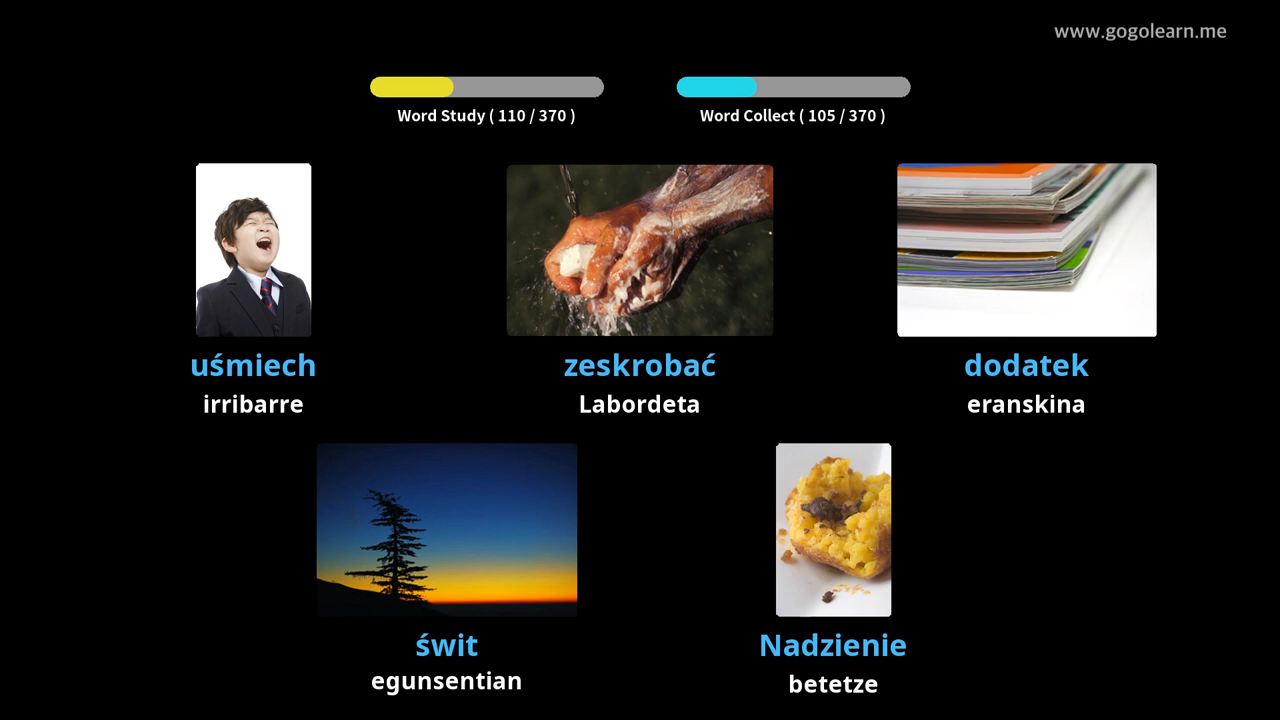 www.gogolearn.me
Word Study ( 110 / 370 )
Word Collect ( 105 / 370 )
uśmiech
irribarre
zeskrobać
Labordeta
dodatek
eranskina
świt
egunsentian
Nadzienie
betetze